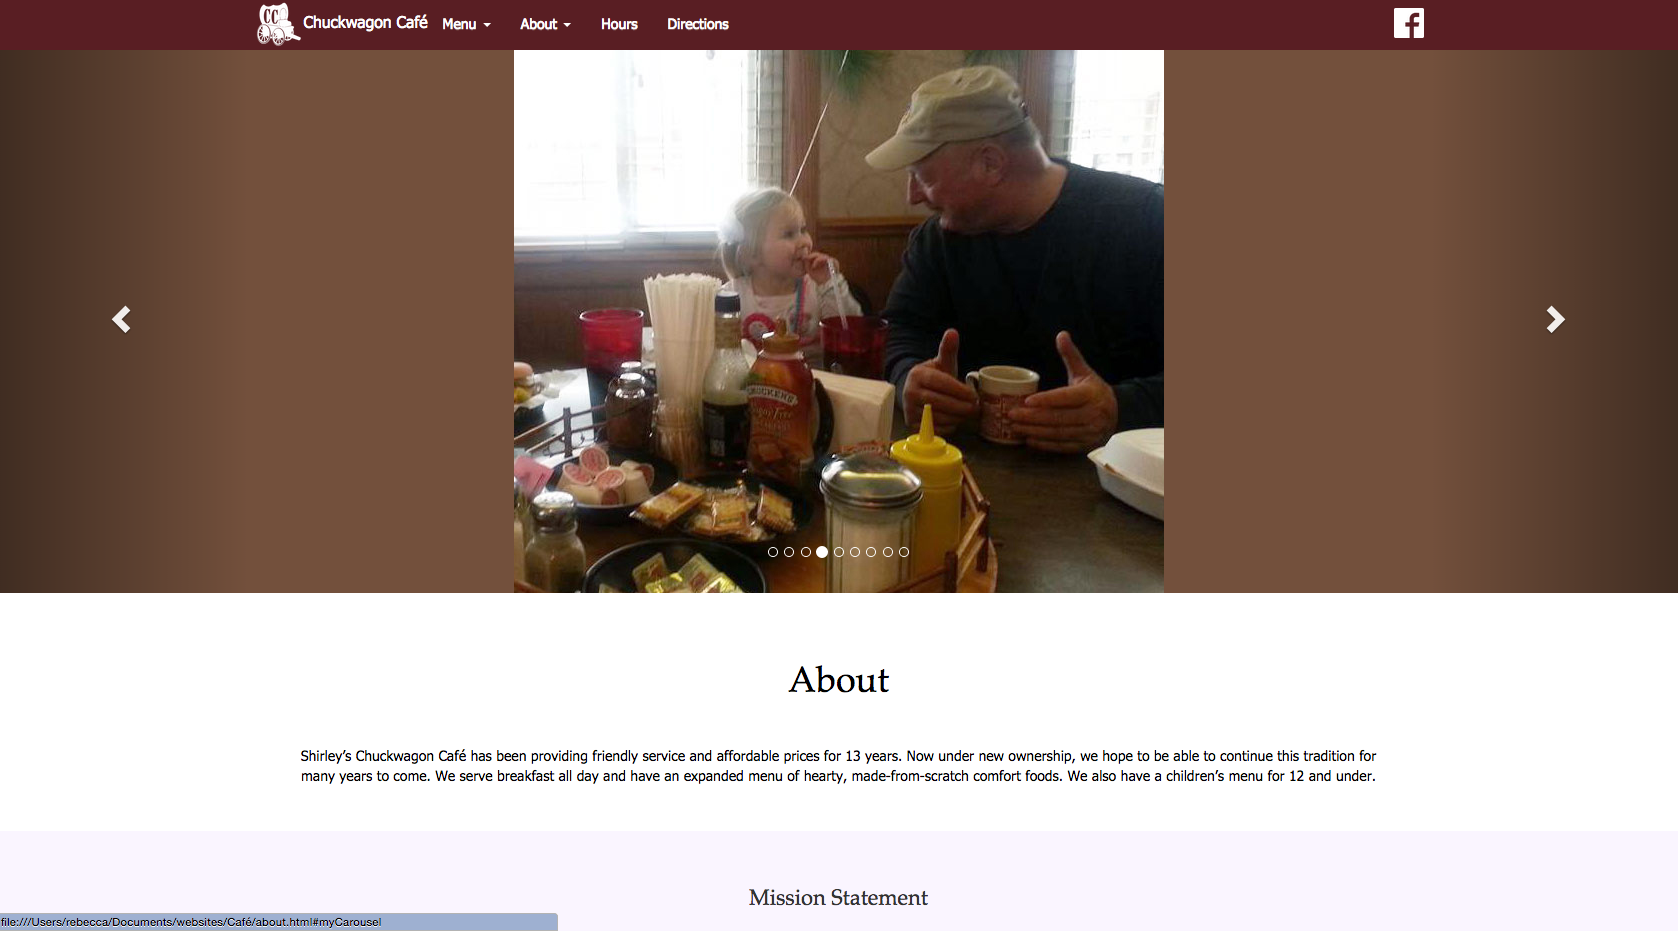 CC
Chuckwagon Café Menu About Hours Directions
SMUCKER'S
Sugar Free
About
Shirley’s Chuckwagon Café has been providing friendly service and affordable prices for 13 years. Now under new ownership, we hope to be able to continue this tradition for
many years to come. We serve breakfast all day and have an expanded menu of hearty, made-from-scratch comfort foods. We also have a children’s menu for 12 and under.
Mission Statement
file:///Users/rebecca/Documents/websites/Café/about.html#myCarousel